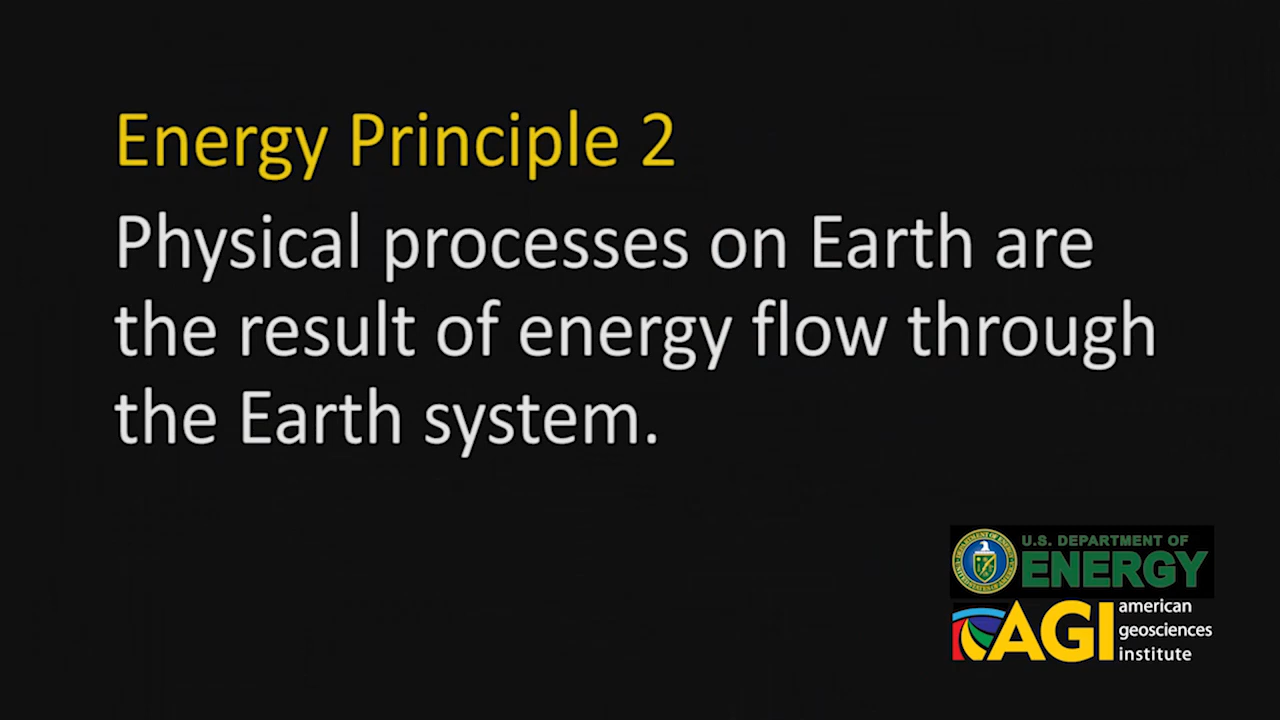 Energy Principle 2
Physical processes on Earth are
the result of energy flow through
the Earth system.
U.S. DEPARTMENT OF
ENERGY
AGI
american
geosciences
institute